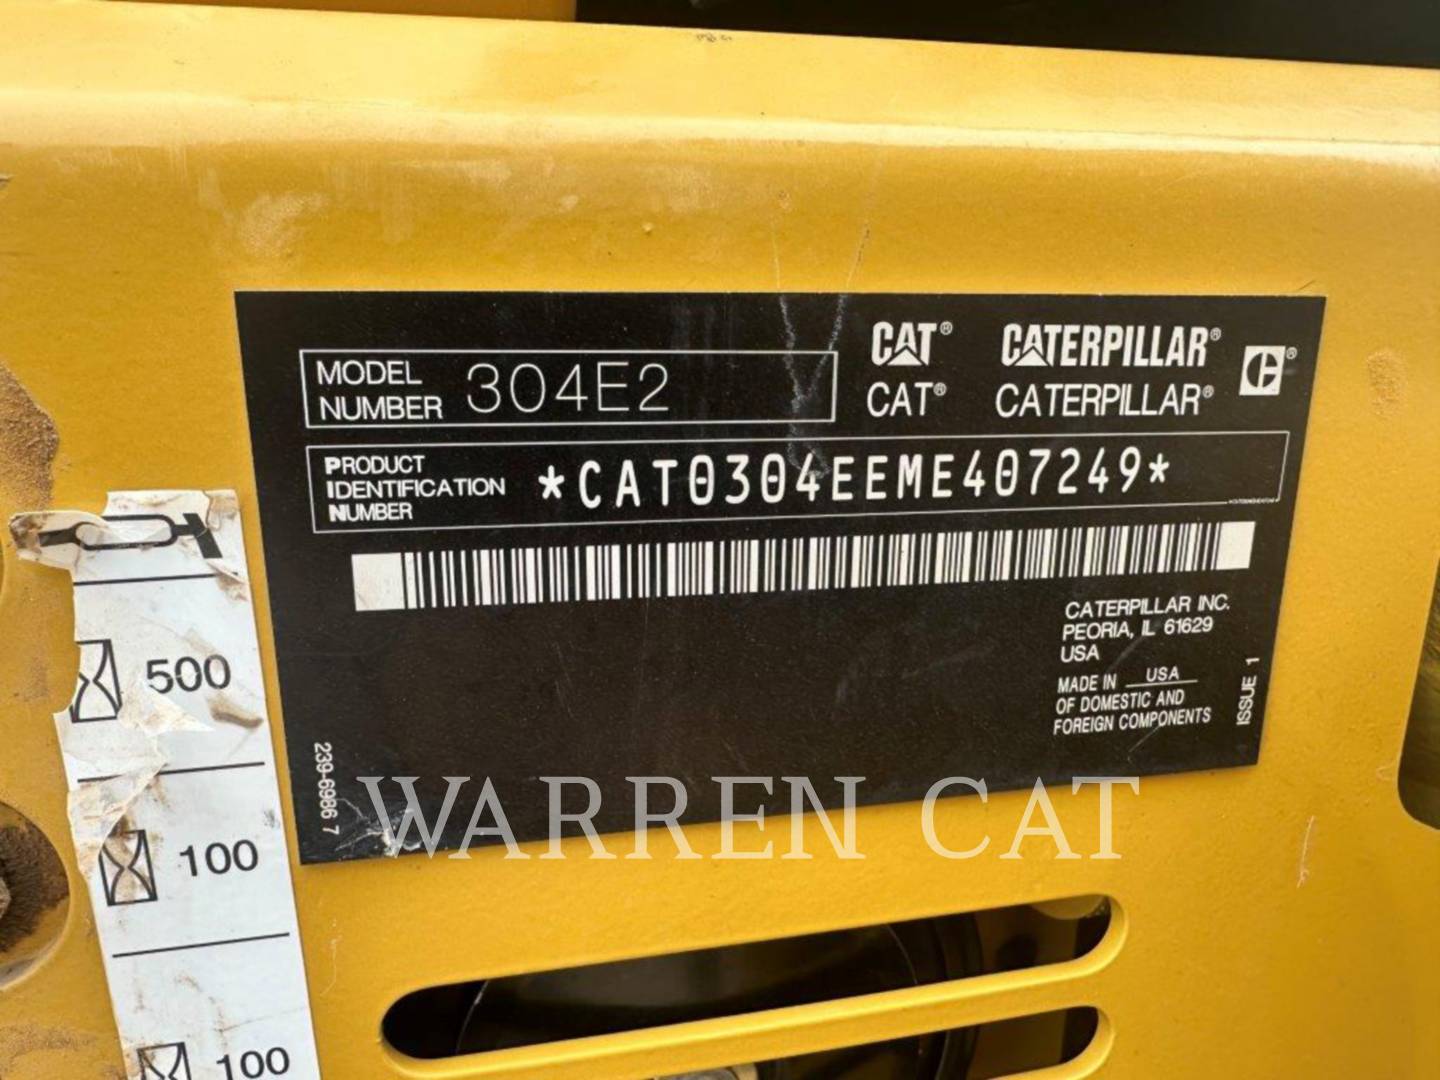 CAT® CATERPILLAR®
CAT® CATERPILLAR®
C®
MODEL NUMBER 304E2
PRODUCT IDENTIFICATION NUMBER *CAT0304EEME407249*
CATERPILLAR INC.
PEORIA, IL 61629
USA
MADE IN USA
OF DOMESTIC AND
FOREIGN COMPONENTS
ISSUE 1
239-6986 7
500
100
100
WARREN CAT